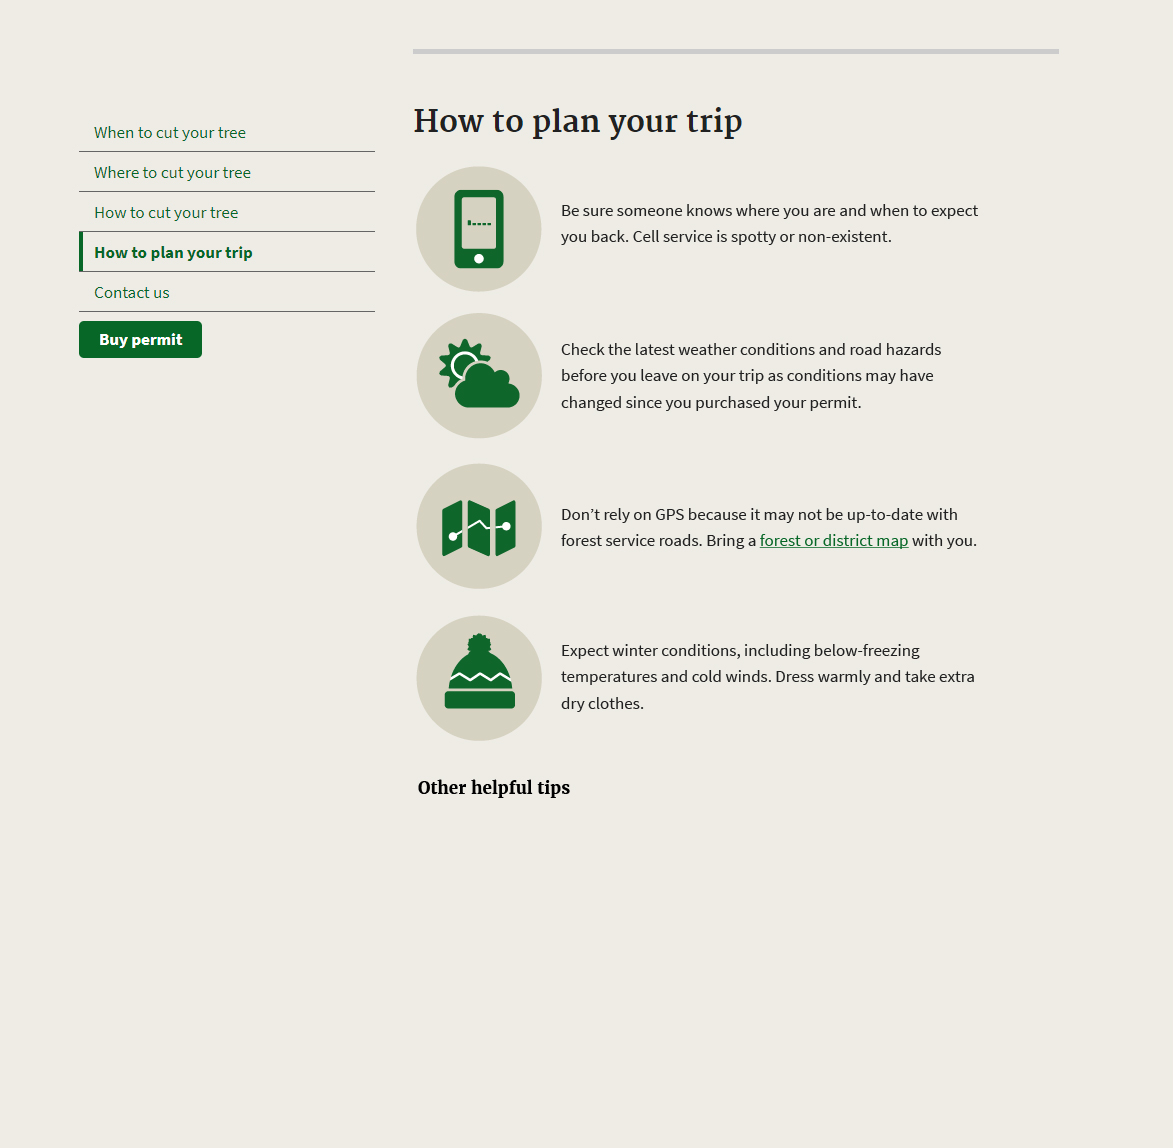 When to cut your tree
Where to cut your tree
How to cut your tree
How to plan your trip
Contact us
Buy permit
How to plan your trip
Be sure someone knows where you are and when to expect
you back. Cell service is spotty or non-existent.
Check the latest weather conditions and road hazards
before you leave on your trip as conditions may have
changed since you purchased your permit.
Don’t rely on GPS because it may not be up-to-date with
forest service roads. Bring a forest or district map with you.
Expect winter conditions, including below-freezing
temperatures and cold winds. Dress warmly and take extra
dry clothes.
Other helpful tips